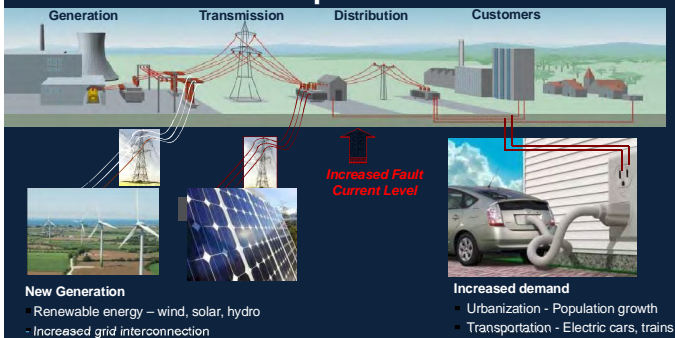 Generation
Transmission
Distribution
Customers
Increased Fault
Current Level
New Generation
Renewable energy – wind, solar, hydro
Increased grid interconnection
Increased demand
Urbanization - Population growth
Transportation - Electric cars, trains